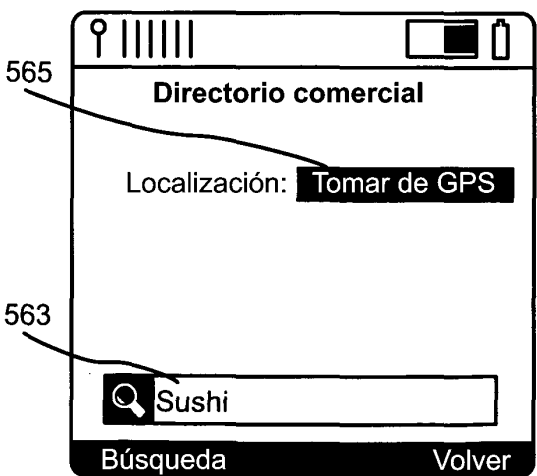 565
Directorio comercial
Localización: Tomar de GPS
563
Sushi
Búsqueda Volver